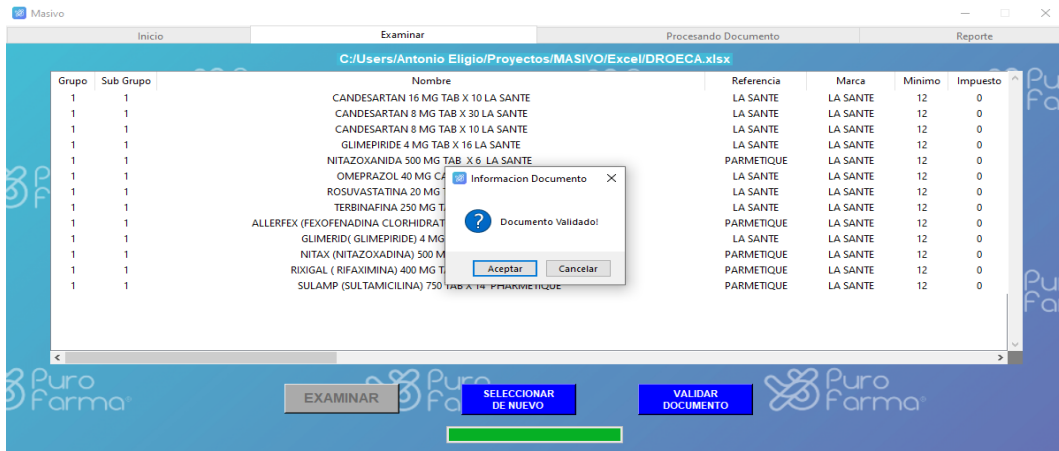 Masivo
Inicio Examinar Procesando Documento Reporte
C:/Users/Antonio Eligio/Proyectos/MASIVO/Excel/DROECA.xlsx
Grupo Sub Grupo Nombre Referencia Marca Minimo Impuesto
1 1 CANDESARTAN 16 MG TAB X 10 LA SANTE LA SANTE LA SANTE 12 0
1 1 CANDESARTAN 8 MG TAB X 30 LA SANTE LA SANTE LA SANTE 12 0
1 1 CANDESARTAN 8 MG TAB X 10 LA SANTE LA SANTE LA SANTE 12 0
1 1 GLIMEPIRIDE 4 MG TAB X 16 LA SANTE LA SANTE LA SANTE 12 0
1 1 NITAZOXANIDA 500 MG TAB X 6 LA SANTE PARMETIQUE LA SANTE 12 0
1 1 OMEPRAZOL 40 MG LA SANTE LA SANTE 12 0
1 1 ROSUVASTATINA 20 MG LA SANTE LA SANTE 12 0
1 1 TERBINAFINA 250 MG LA SANTE LA SANTE 12 0
1 1 ALLERFEX (FEXOFENADINA CLORHIDRAT PARMETIQUE LA SANTE 12 0
1 1 GLIMERID( GLIMEPIRIDE) 4 MG LA SANTE LA SANTE 12 0
1 1 NITAX (NITAZOXADINA) 500 M PARMETIQUE LA SANTE 12 0
1 1 RIXIGAL ( RIFAXIMINA) 400 MG PARMETIQUE LA SANTE 12 0
1 1 SULAMP (SULTAMICILINA) 750 TAB X 14 PHARMETIQUE PARMETIQUE LA SANTE 12 0
Informacion Documento
Documento Validado!
Aceptar Cancelar
EXAMINAR
SELECCIONAR
DE NUEVO
VALIDAR
DOCUMENTO
Puro
Farma
Puro
Farma